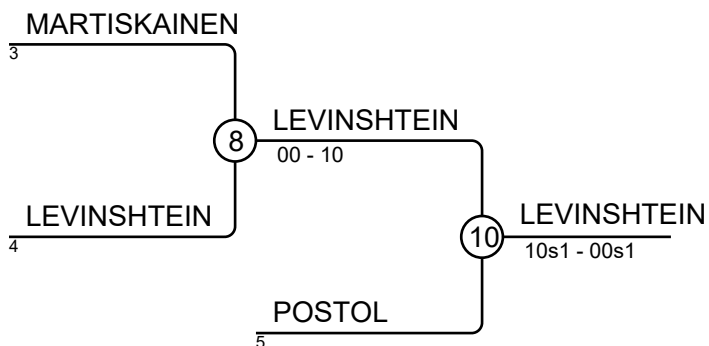 MARTISKAINEN
3
8
LEVINSHTEIN
00 - 10
LEVINSHTEIN
4
10
LEVINSHTEIN
10s1 - 00s1
POSTOL
5